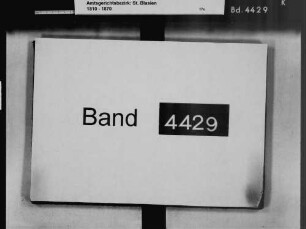 Amtsgerichtsbezirk: St. Blasien
1810 - 1870
Bd. 4429
K
Band 4429